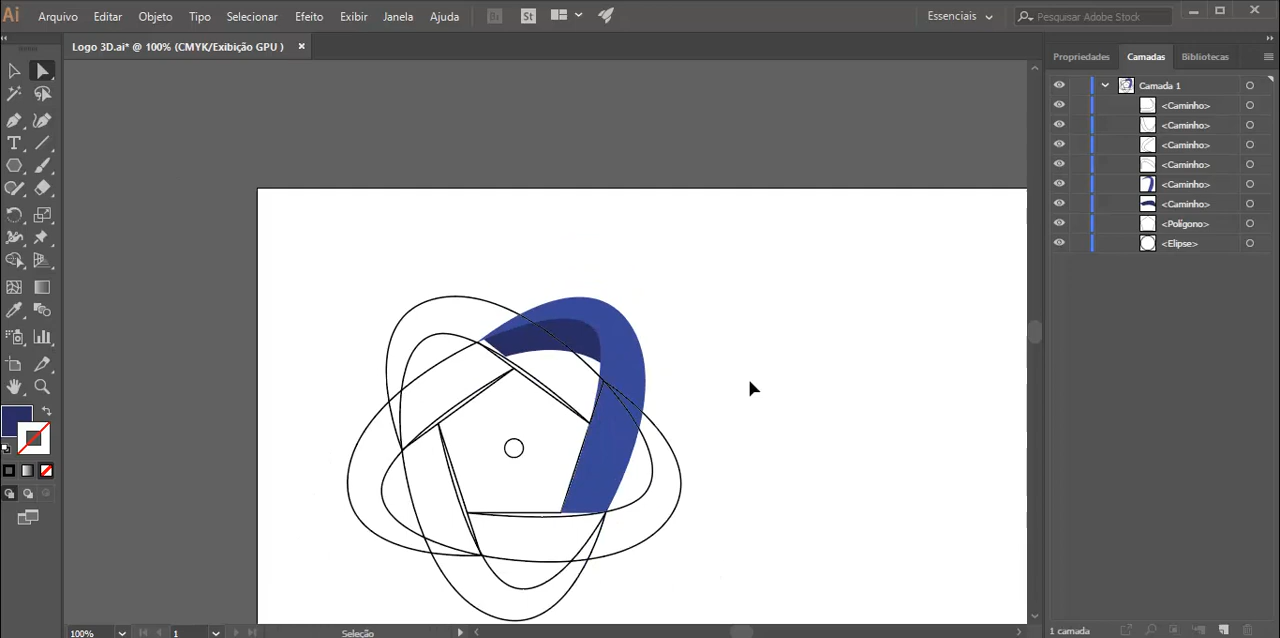 Ai Arquivo Editar Objeto Tipo Selecionar Efeito Exibir Janela Ajuda Br St Essenciais Pesquisar Adobe Stock
Logo 3D.ai* @ 100% (CMYK/Exibição GPU ) ×
Propriedades Camadas Bibliotecas
Camada 1
<Caminho>
<Caminho>
<Caminho>
<Caminho>
<Caminho>
<Caminho>
<Polígono>
<Elipse>
100% 1 Seleção
1 camada